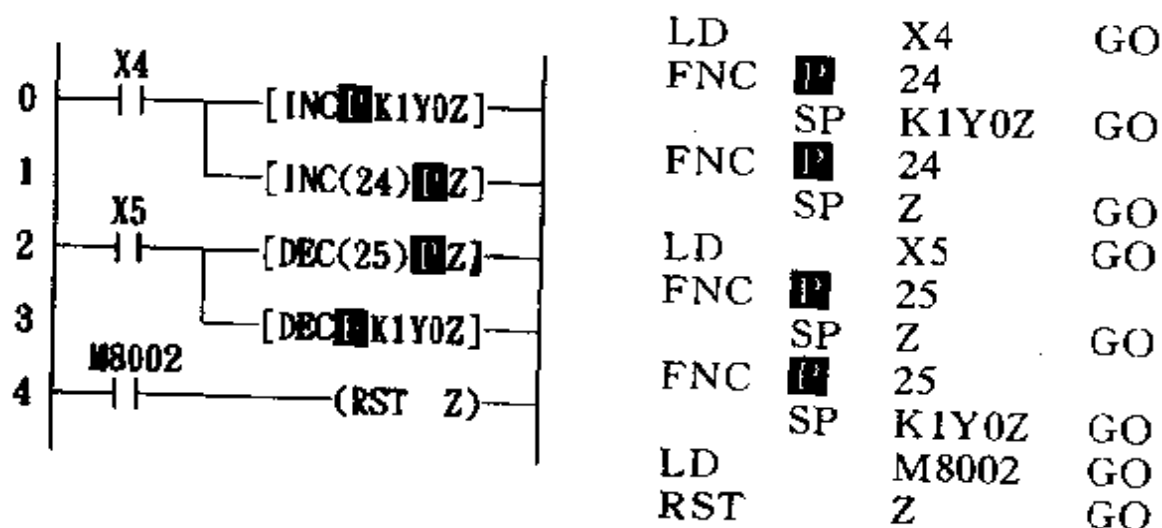 X4
0 [INC P K1Y0Z]
1 [INC(24) P Z]
X5
2 [DEC(25) P Z]
3 [DEC P K1Y0Z]
M8002
4 (RST Z)
LD X4 GO
FNC P 24
SP K1Y0Z GO
FNC P 24
SP Z GO
LD X5 GO
FNC P 25
SP Z GO
FNC P 25
SP K1Y0Z GO
LD M8002 GO
RST Z GO